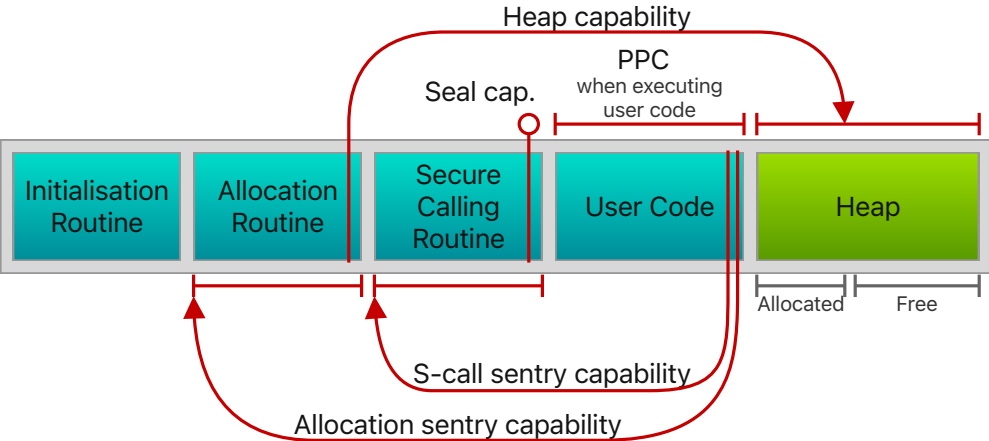 Heap capability
PPC
when executing
user code
Seal cap.
Initialisation
Routine
Allocation
Routine
Secure
Calling
Routine
User Code
Heap
Allocated
Free
S-call sentry capability
Allocation sentry capability